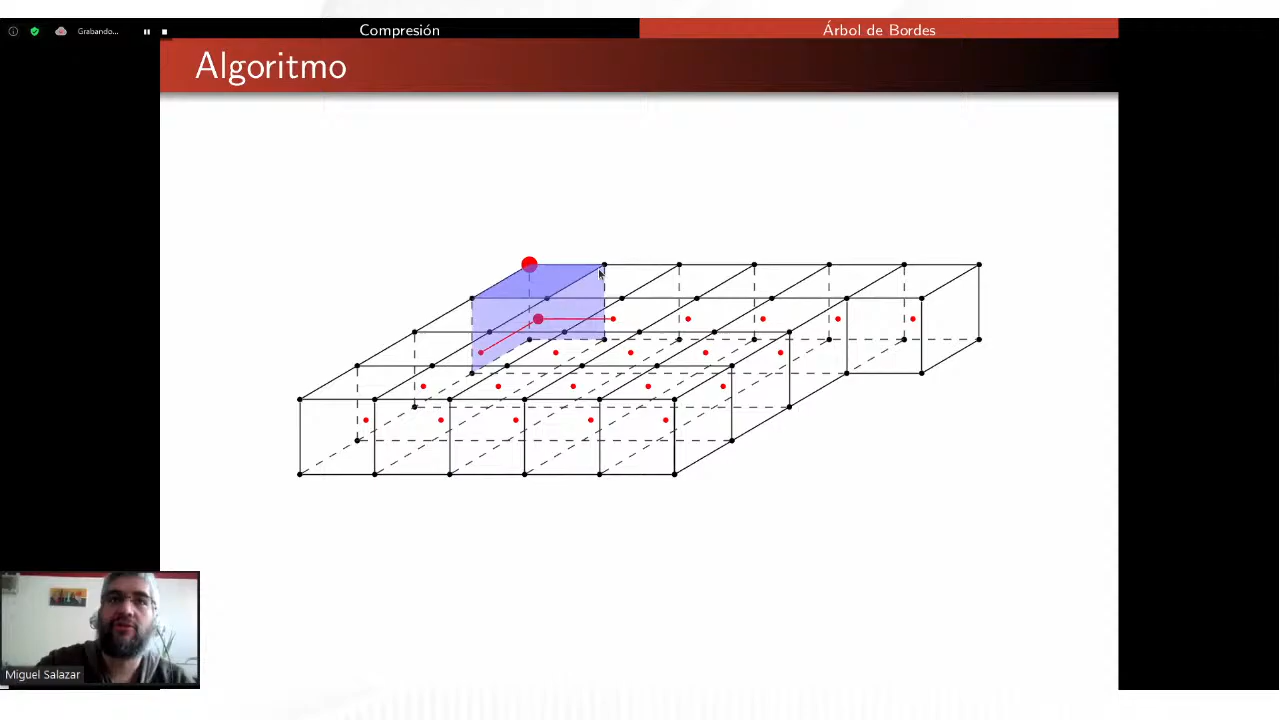 Grabando...
Compresión
Árbol de Bordes
Algoritmo
Miguel Salazar